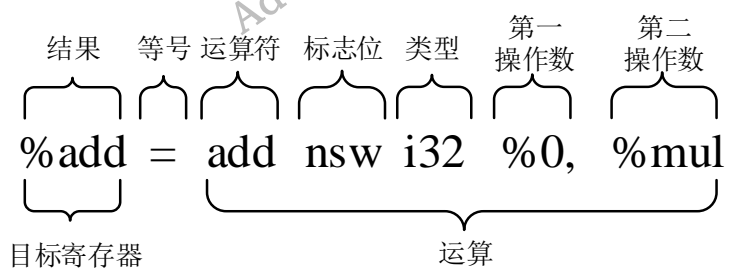 Ad
第一 第二
结果 等号 运算符 标志位 类型 操作数 操作数
%add = add nsw i32 %0, %mul
目标寄存器 运算